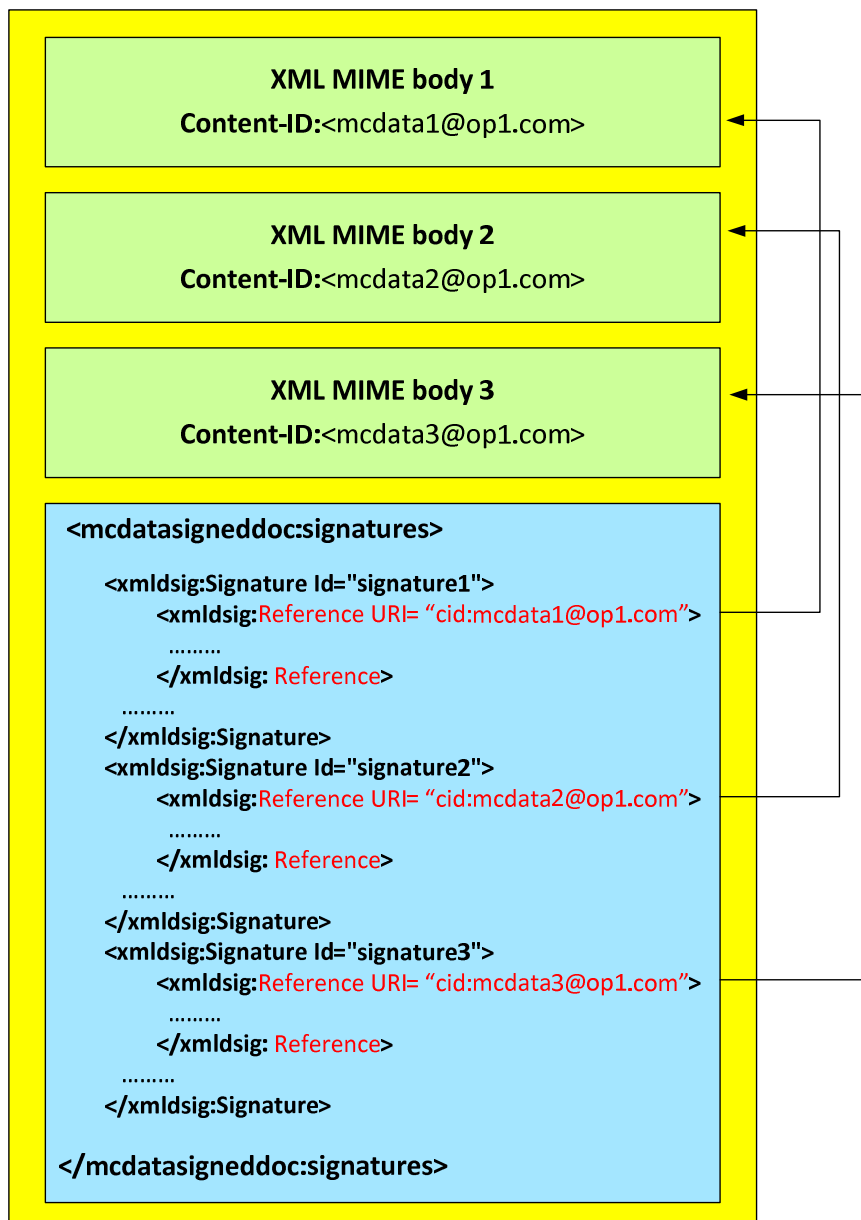 XML MIME body 1
Content-ID:<mcdata1@op1.com>
XML MIME body 2
Content-ID:<mcdata2@op1.com>
XML MIME body 3
Content-ID:<mcdata3@op1.com>
<mcdatasigneddoc:signatures>
<xmldsig:Signature Id="signature1">
<xmldsig:Reference URI= “cid:mcdata1@op1.com”>
.........
</xmldsig: Reference>
.........
</xmldsig:Signature>
<xmldsig:Signature Id="signature2">
<xmldsig:Reference URI= “cid:mcdata2@op1.com”>
.........
</xmldsig: Reference>
.........
</xmldsig:Signature>
<xmldsig:Signature Id="signature3">
<xmldsig:Reference URI= “cid:mcdata3@op1.com”>
.........
</xmldsig: Reference>
.........
</xmldsig:Signature>
</mcdatasigneddoc:signatures>